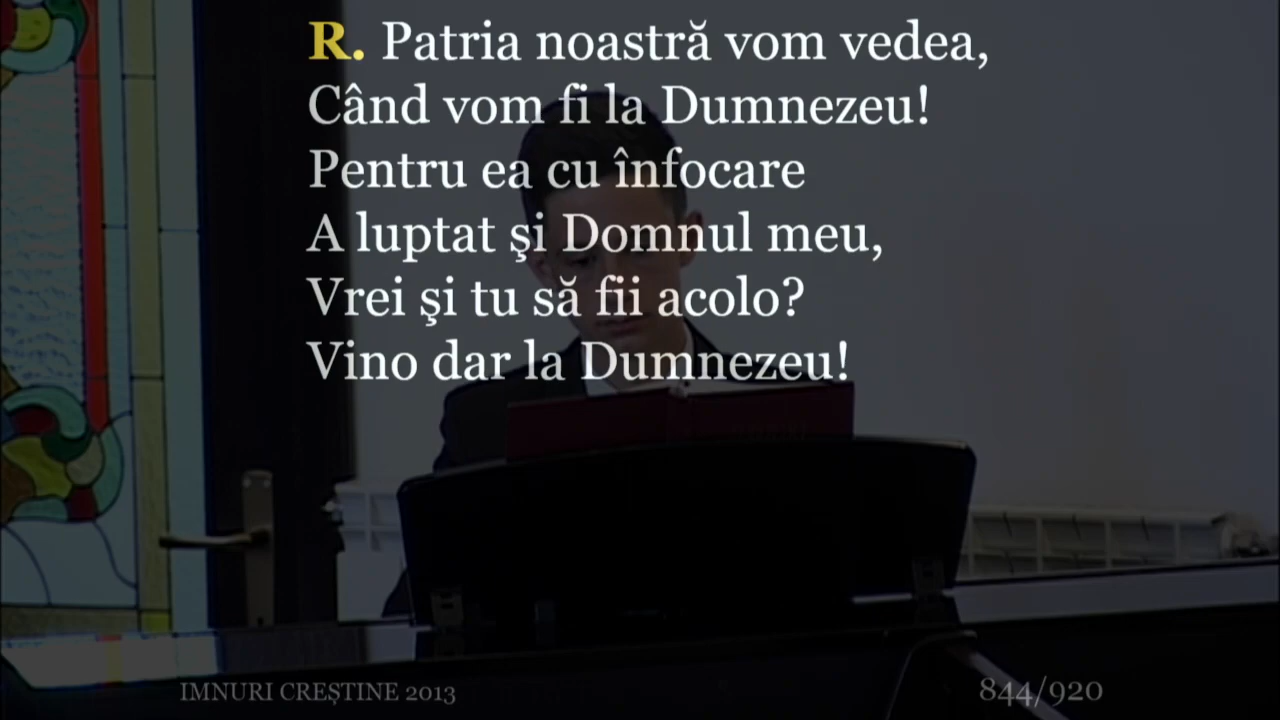 R. Patria noastră vom vedea,
Când vom fi la Dumnezeu!
Pentru ea cu înfocare
A luptat şi Domnul meu,
Vrei şi tu să fii acolo?
Vino dar la Dumnezeu!
IMNURI CREȘTINE 2013
844/920